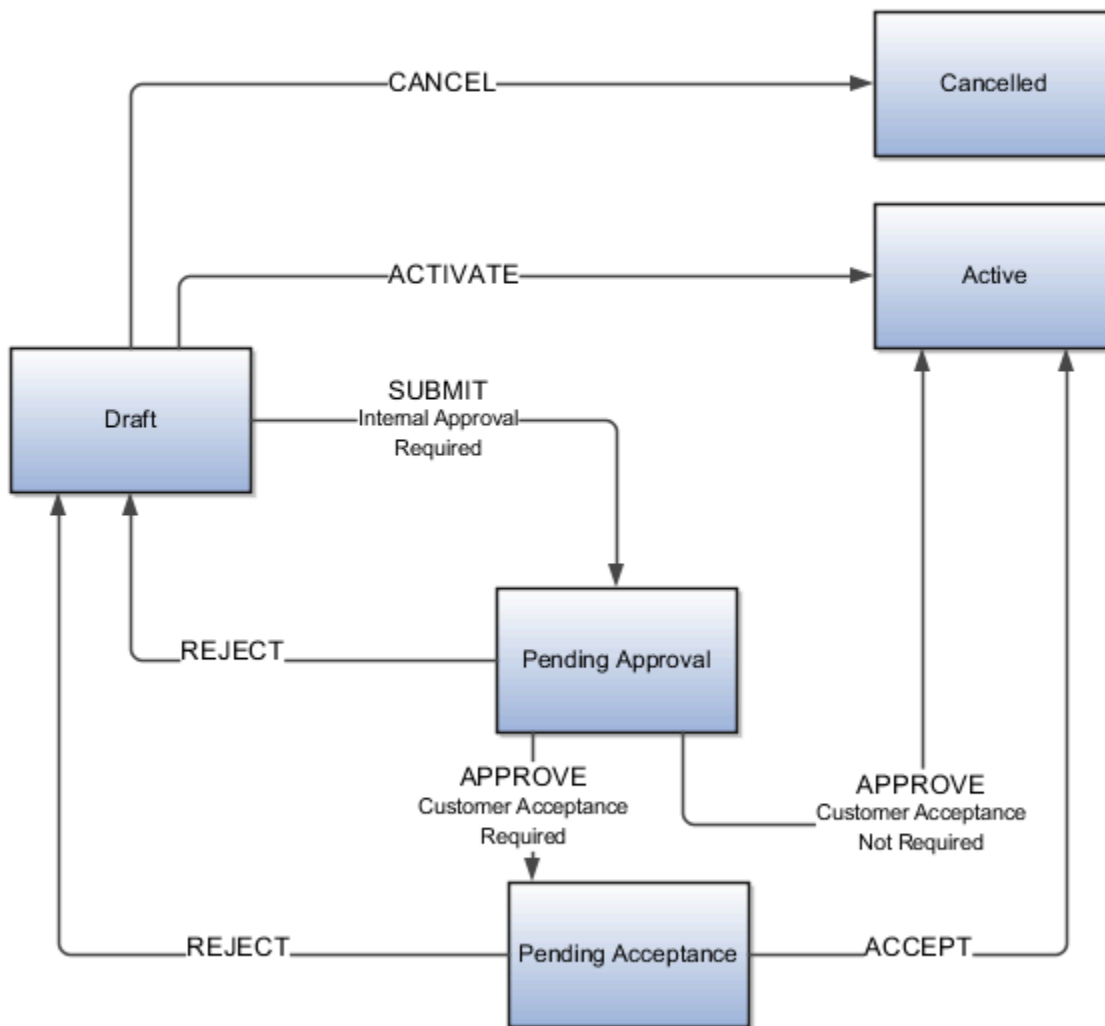 CANCEL
Cancelled
ACTIVATE
Active
Draft
SUBMIT
Internal Approval
Required
REJECT
Pending Approval
APPROVE
Customer Acceptance
Required
APPROVE
Customer Acceptance
Not Required
REJECT
Pending Acceptance
ACCEPT